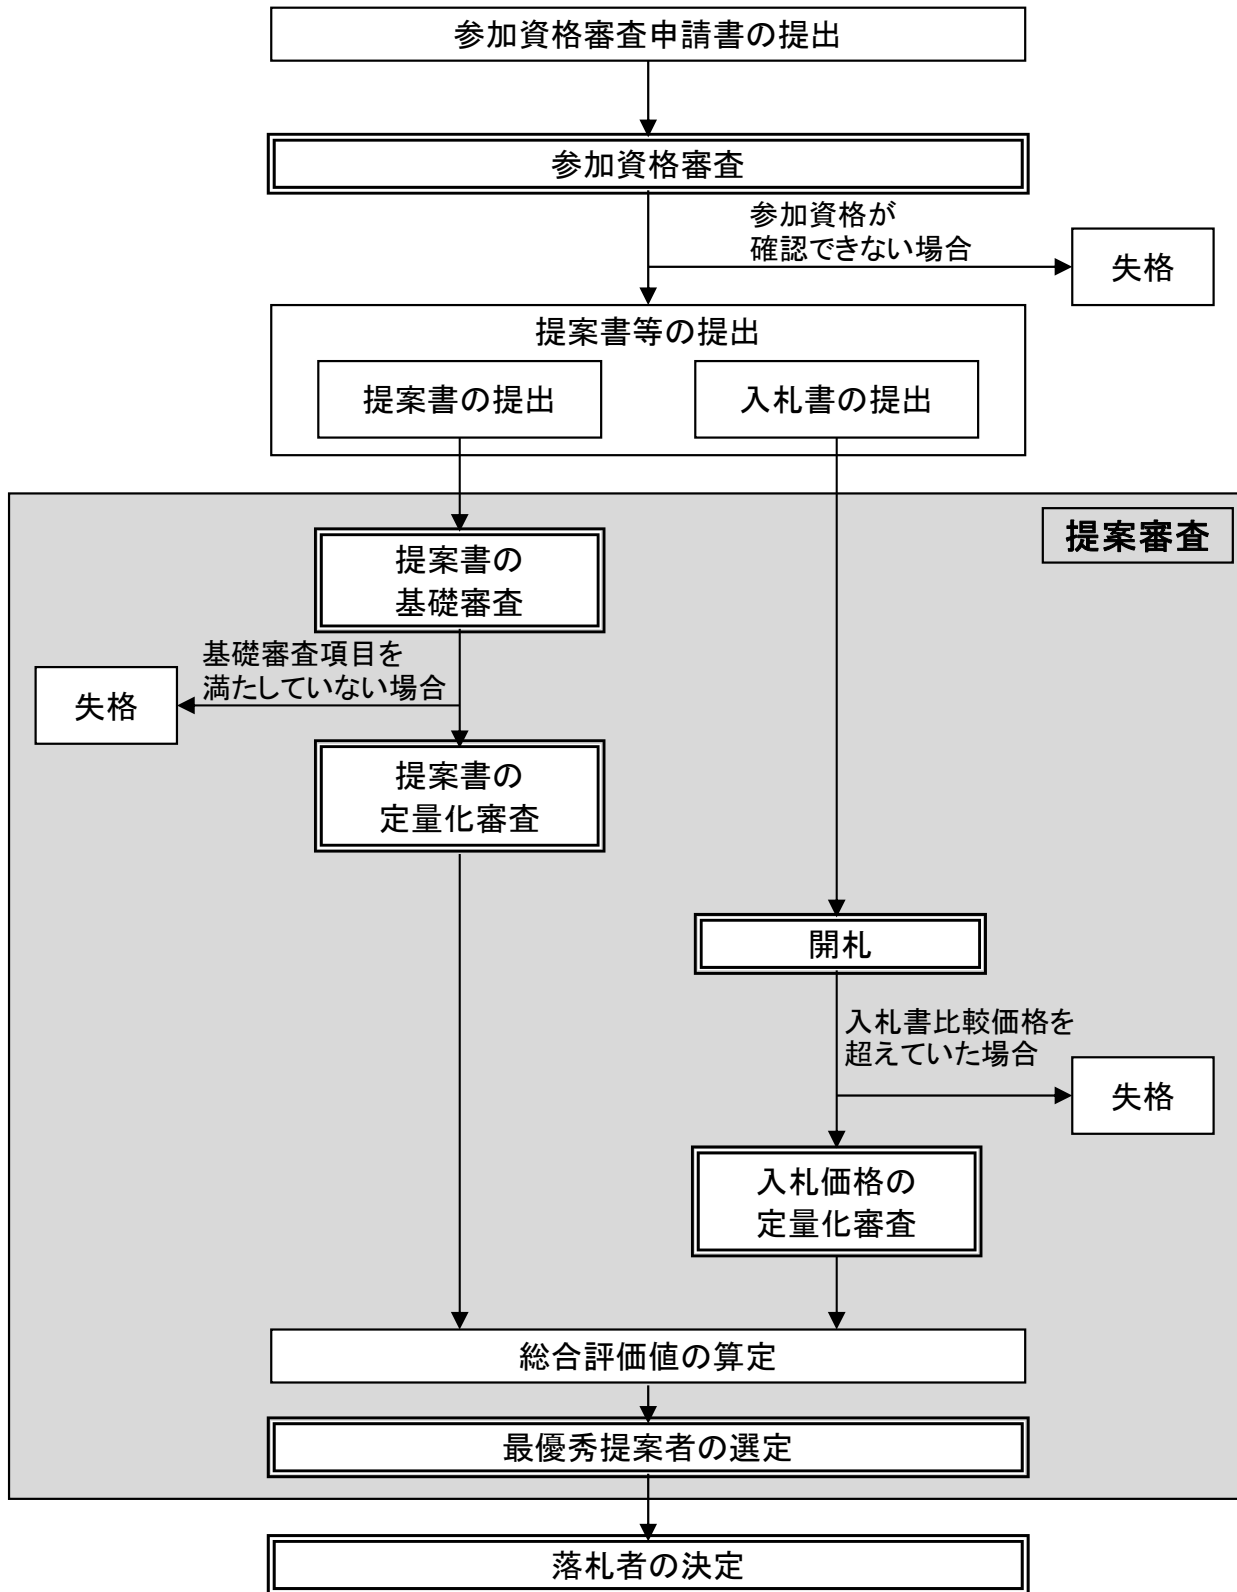 参加資格審査申請書の提出
参加資格審査
参加資格が
確認できない場合
失格
提案書等の提出
提案書の提出
入札書の提出
提案審査
提案書の
基礎審査
基礎審査項目を
満たしていない場合
失格
提案書の
定量化審査
開札
入札書比較価格を
超えていた場合
失格
入札価格の
定量化審査
総合評価値の算定
最優秀提案者の選定
落札者の決定